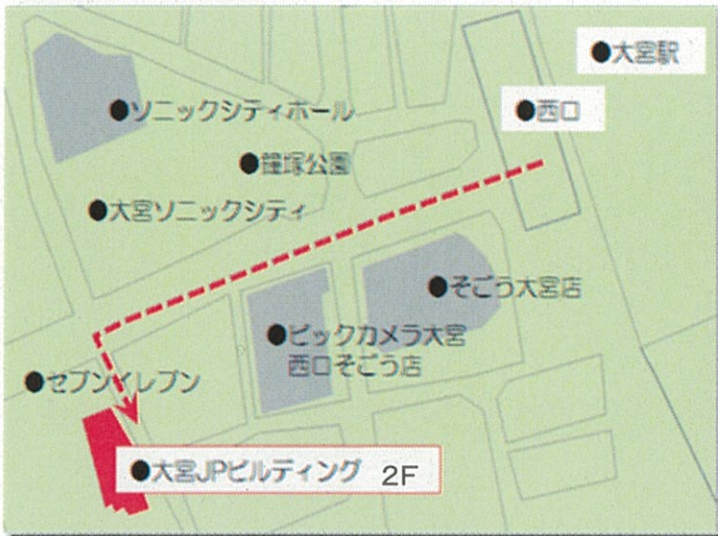 ●大宮駅
●西口
●ソニックシティホール
●鐘塚公園
●大宮ソニックシティ
●そごう大宮店
●ビックカメラ大宮
西口そごう店
●セブンイレブン
●大宮JPビルディング 2F